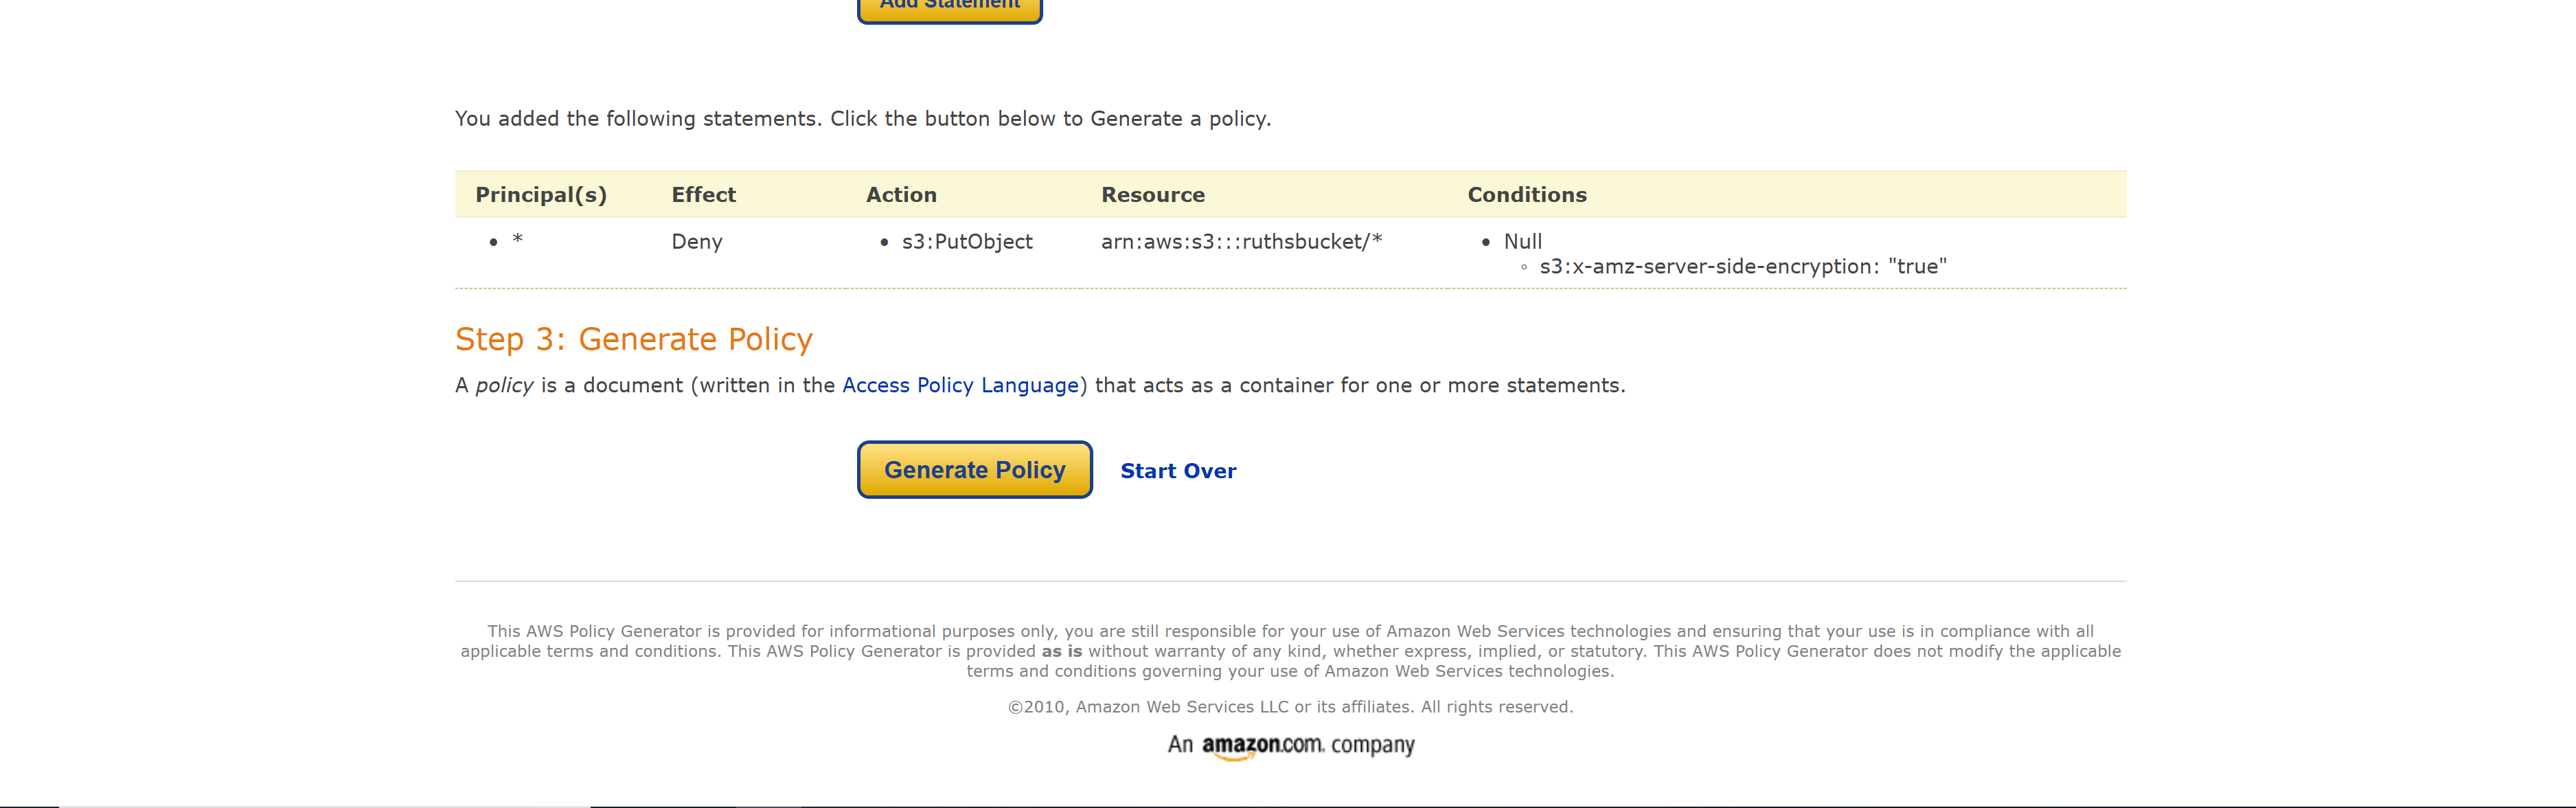 Add Statement
You added the following statements. Click the button below to Generate a policy.
Principal(s) Effect Action Resource Conditions
• * Deny • s3:PutObject arn:aws:s3:::ruthsbucket/* • Null
◦ s3:x-amz-server-side-encryption: "true"
Step 3: Generate Policy
A policy is a document (written in the Access Policy Language) that acts as a container for one or more statements.
Generate Policy Start Over
This AWS Policy Generator is provided for informational purposes only, you are still responsible for your use of Amazon Web Services technologies and ensuring that your use is in compliance with all
applicable terms and conditions. This AWS Policy Generator is provided as is without warranty of any kind, whether express, implied, or statutory. This AWS Policy Generator does not modify the applicable
terms and conditions governing your use of Amazon Web Services technologies.
©2010, Amazon Web Services LLC or its affiliates. All rights reserved.
An amazon.com. company